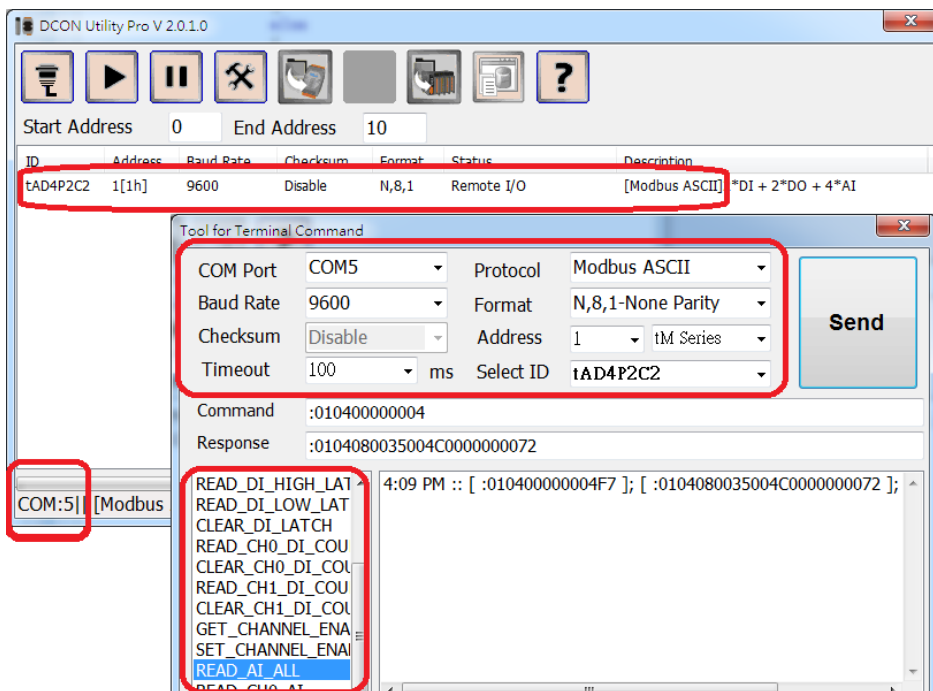 DCON Utility Pro V 2.0.1.0
Start Address 0 End Address 10
ID Address Baud Rate Checksum Format Status Description
tAD4P2C2 1[1h] 9600 Disable N,8,1 Remote I/O [Modbus ASCII] *DI + 2*DO + 4*AI
Tool for Terminal Command
COM Port COM5 Protocol Modbus ASCII
Baud Rate 9600 Format N,8,1-None Parity
Checksum Disable Address 1 tM Series
Timeout 100 ms Select ID tAD4P2C2
Send
Command :010400000004
Response :0104080035004C0000000072
READ_DI_HIGH_LAT
READ_DI_LOW_LAT
CLEAR_DI_LATCH
READ_CH0_DI_COU
CLEAR_CH0_DI_COU
READ_CH1_DI_COU
CLEAR_CH1_DI_COU
GET_CHANNEL_ENA
SET_CHANNEL_ENA
READ_AI_ALL
READ_CH0_AI
4:09 PM :: [ :010400000004F7 ]; [ :0104080035004C0000000072 ];
COM:5|| [Modbus